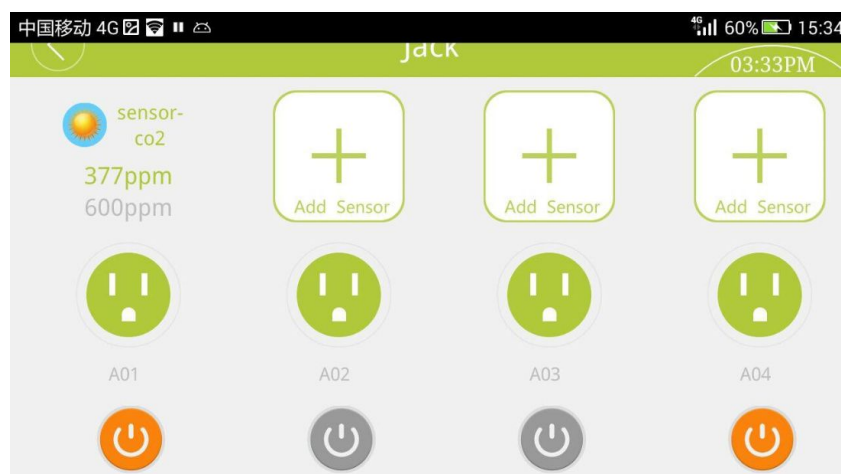 中国移动 4G
4G 60% 15:34
Jack
03:33PM
sensor-
co2
377ppm
600ppm
Add Sensor
Add Sensor
Add Sensor
A01
A02
A03
A04